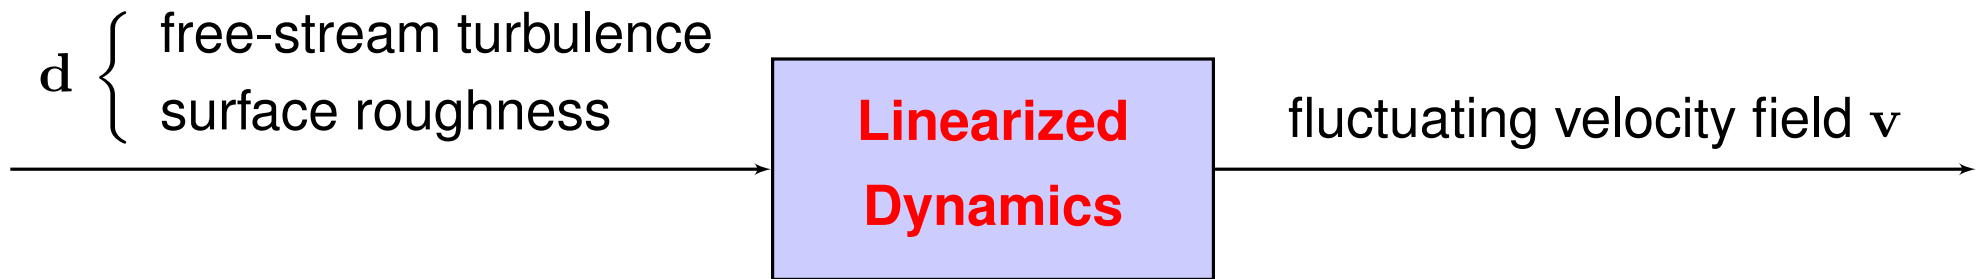 d { free-stream turbulence
surface roughness
Linearized
Dynamics
fluctuating velocity field v